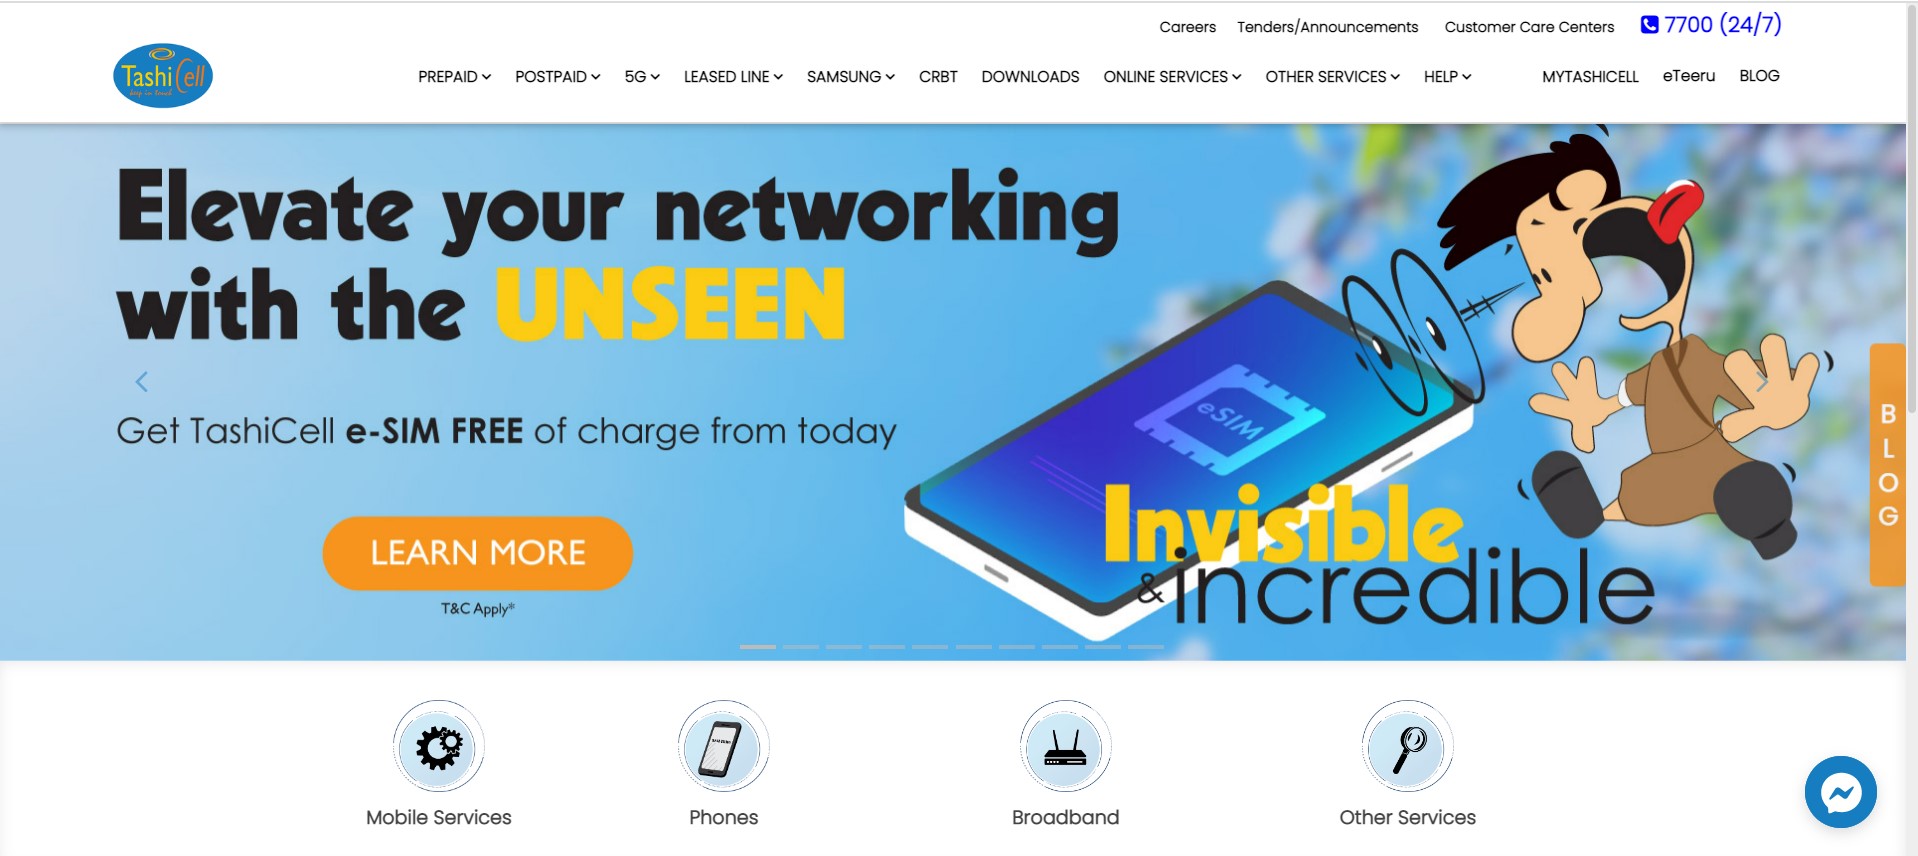 Careers Tenders/Announcements Customer Care Centers 7700 (24/7)
TashiCell
keep in touch
PREPAID POSTPAID 5G LEASED LINE SAMSUNG CRBT DOWNLOADS ONLINE SERVICES OTHER SERVICES HELP MYTASHICELL eTeeru BLOG
Elevate your networking
with the UNSEEN
Get TashiCell e-SIM FREE of charge from today
LEARN MORE
T&C Apply*
eSIM
Invisible
& incredible
BLOG
SAMSUNG
Mobile Services Phones Broadband Other Services